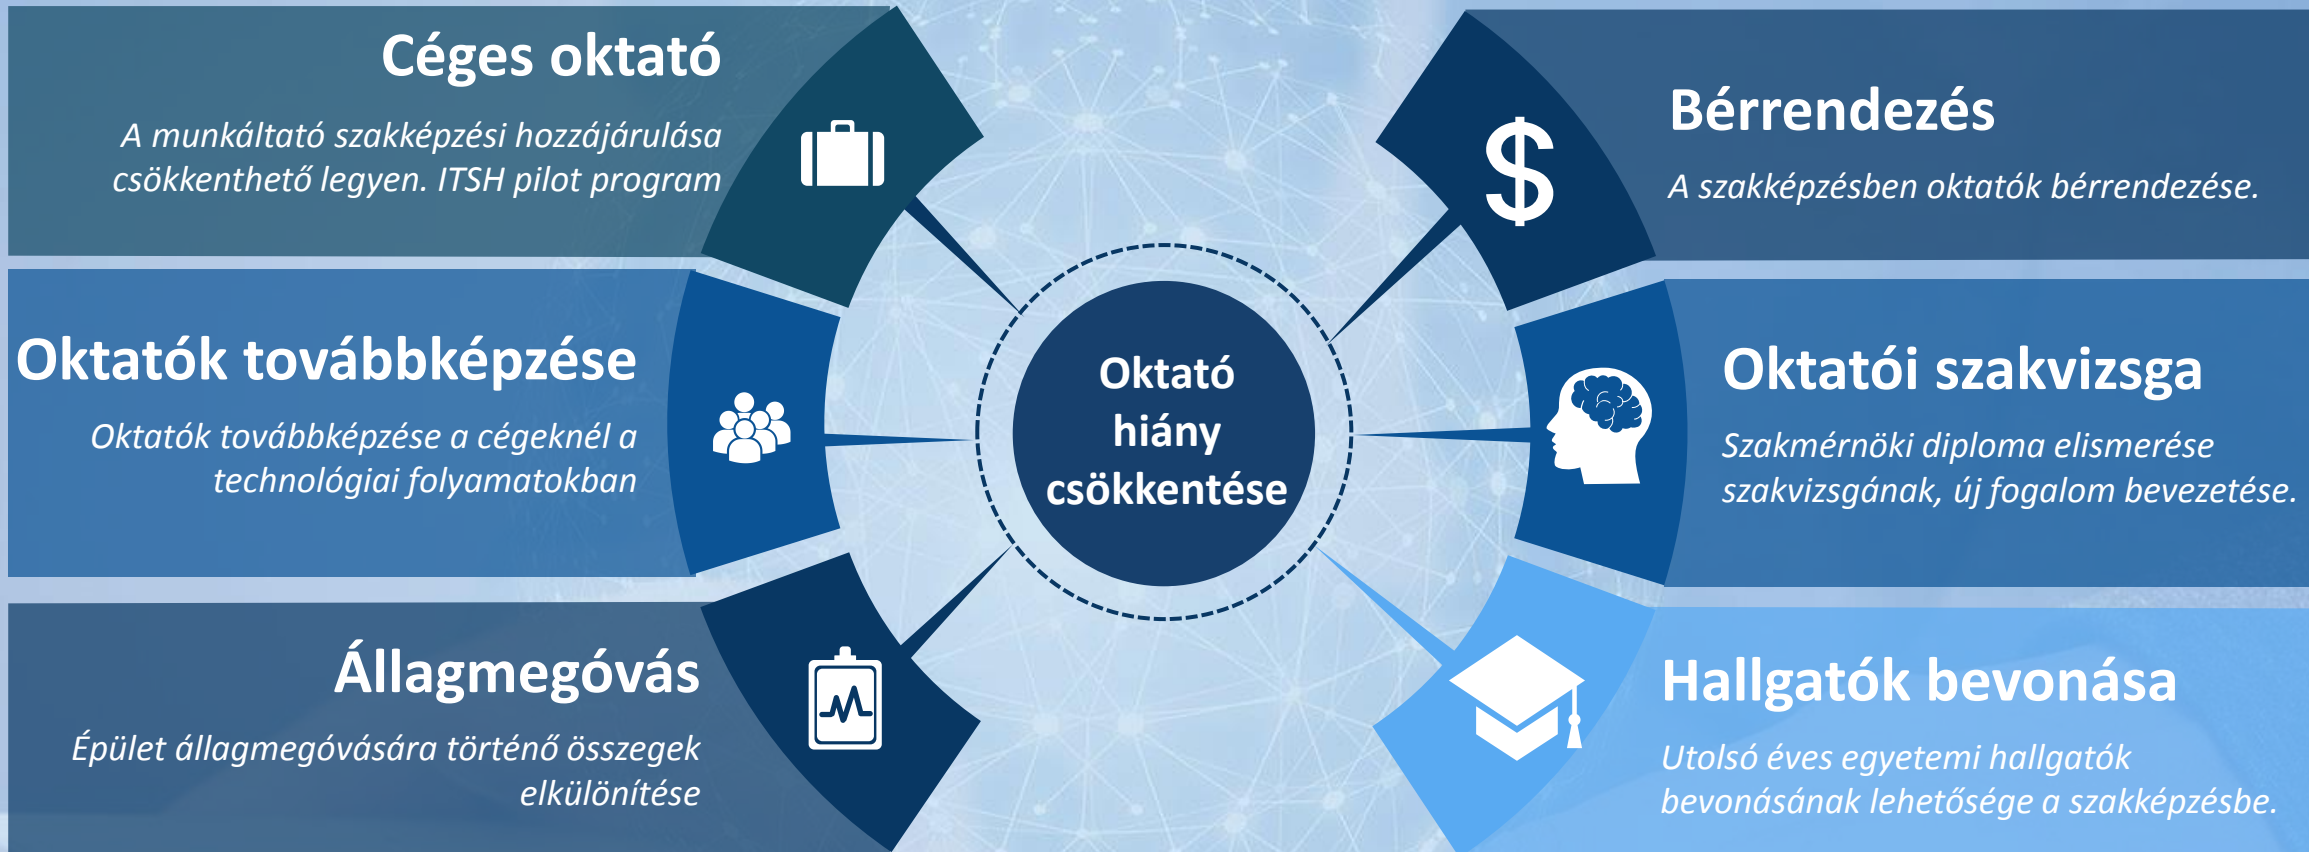 Céges oktató
A munkáltató szakképzési hozzájárulása
csökkenthető legyen. ITSH pilot program
Oktatók továbbképzése
Oktatók továbbképzése a cégeknél a
technológiai folyamatokban
Állagmegóvás
Épület állagmegóvására történő összegek
elkülönítése
Oktató
hiány
csökkentése
$
Bérrendezés
A szakképzésben oktatók bérrendezése.
Oktatói szakvizsga
Szakmérnöki diploma elismerése
szakvizsgának, új fogalom bevezetése.
Hallgatók bevonása
Utolsó éves egyetemi hallgatók
bevonásának lehetősége a szakképzésbe.